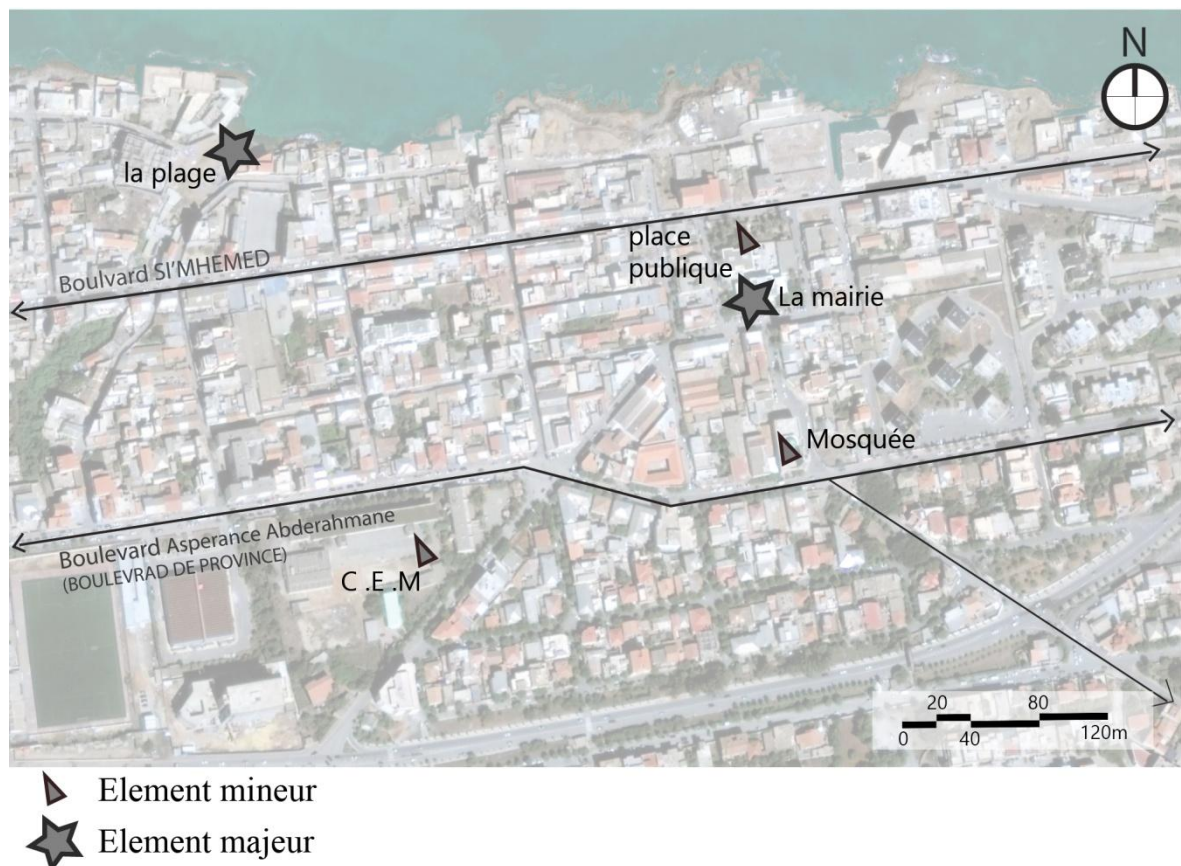 N
la plage
place
publique
La mairie
Boulvard SI'MHEMED
Mosquée
Boulevard Asperance Abderahmane
(BOULEVRAD DE PROVINCE)
C .E .M
20 80
0 40 120m
Element mineur
Element majeur